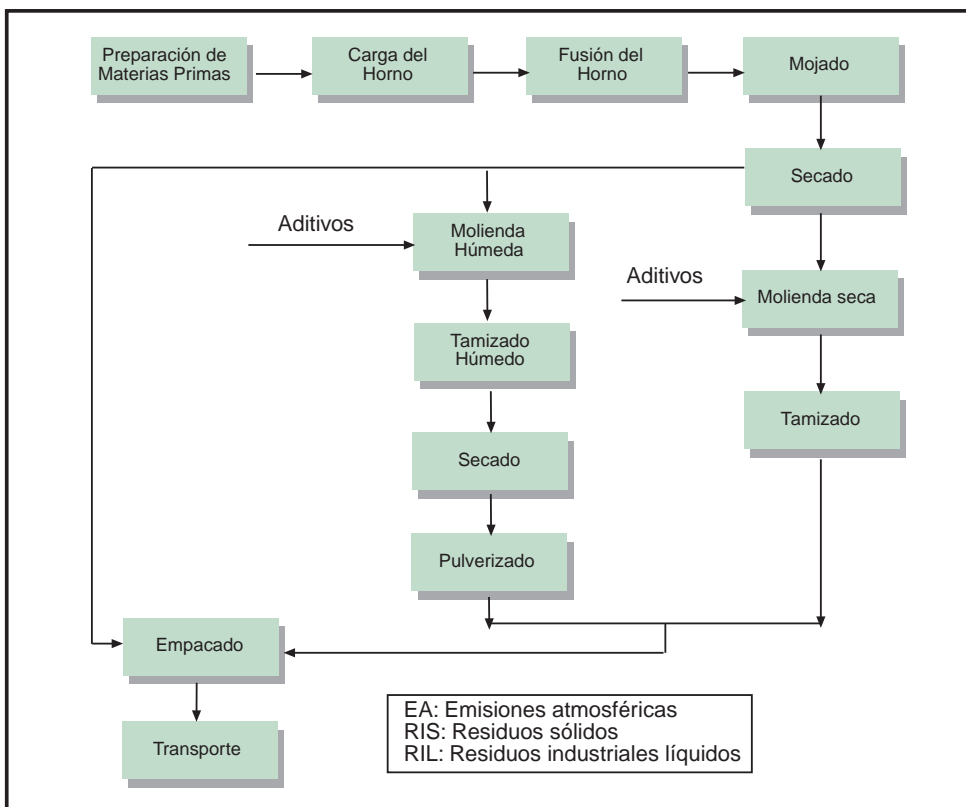 Preparación de
Materias Primas
Carga del
Horno
Fusión del
Horno
Mojado
Secado
Aditivos
Molienda
Húmeda
Aditivos
Molienda seca
Tamizado
Húmedo
Tamizado
Secado
Pulverizado
Empacado
Transporte
EA: Emisiones atmosféricas
RIS: Residuos sólidos
RIL: Residuos industriales líquidos